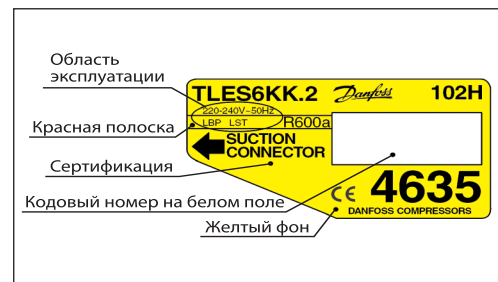 Область
эксплуатации
Красная полоска
Сертификация
Кодовый номер на белом поле
Желтый фон
TLES6KK.2 Danfoss 102H
220-240V~50Hz
LBP LST R600a
SUCTION
CONNECTOR
CE 4635
DANFOSS COMPRESSORS